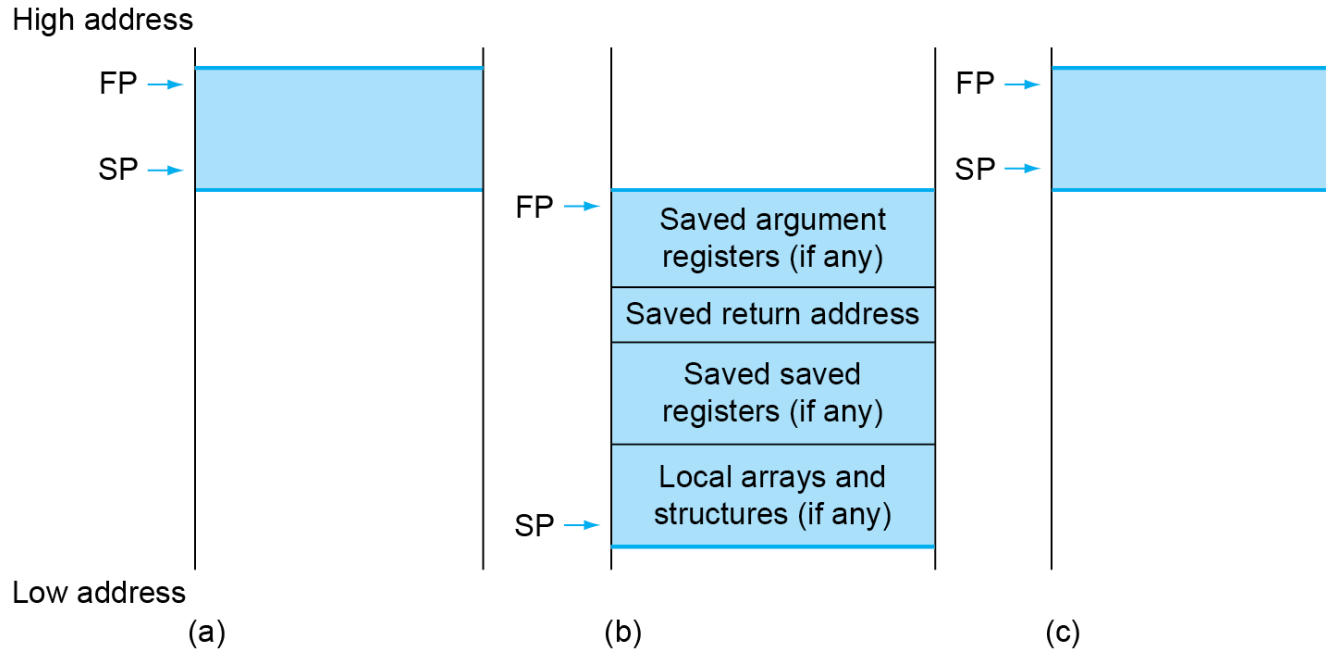 High address
FP
SP
FP
Saved argument
registers (if any)
Saved return address
Saved saved
registers (if any)
Local arrays and
structures (if any)
SP
FP
SP
Low address
(a)
(b)
(c)